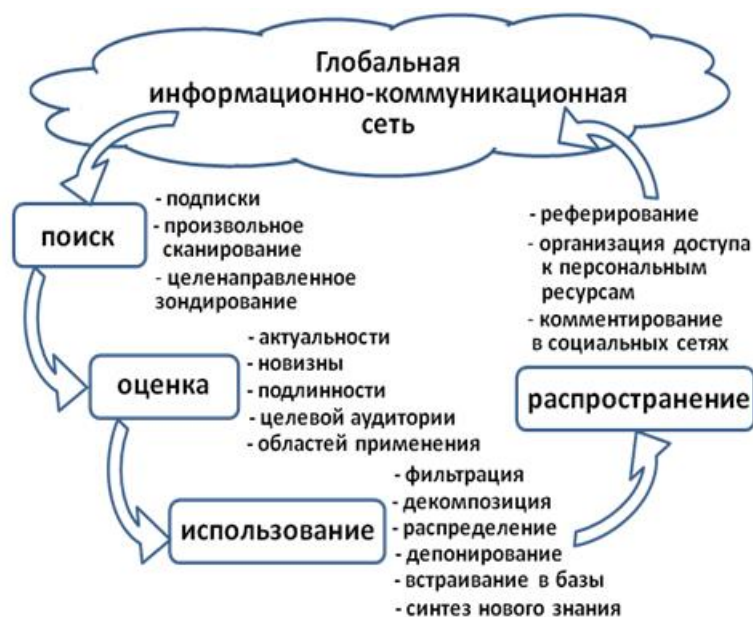 Глобальная
информационно-коммуникационная
сеть
поиск
- подписки
- произвольное
сканирование
- целенаправленное
зондирование
оценка
- актуальности
- новизны
- подлинности
- целевой аудитории
- областей применения
использование
- фильтрация
- декомпозиция
- распределение
- депонирование
- встраивание в базы
- синтез нового знания
распространение
- реферирование
- организация доступа
к персональным
ресурсам
- комментирование
в социальных сетях